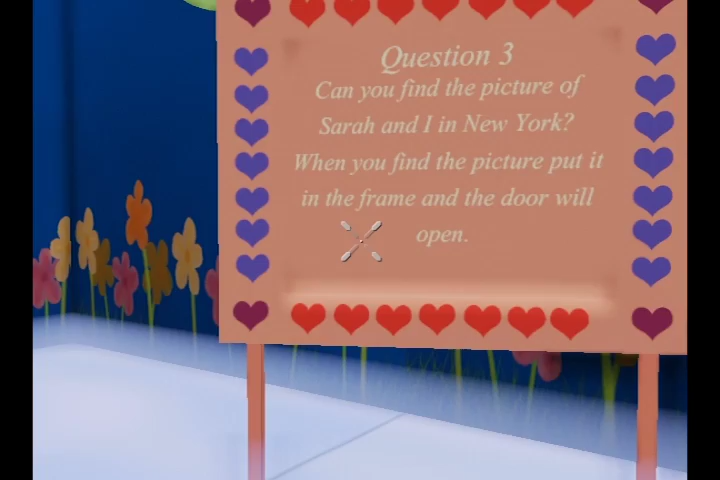 Question 3
Can you find the picture of
Sarah and I in New York?
When you find the picture put it
in the frame and the door will
open.